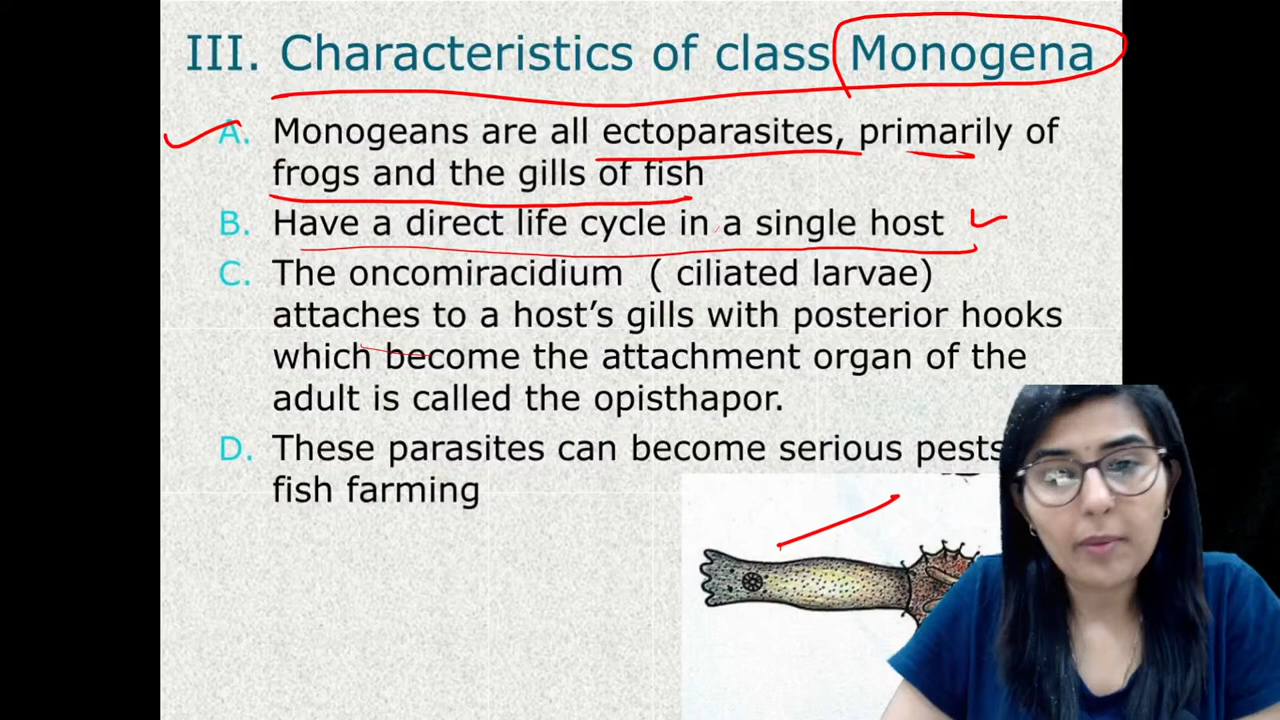 III. Characteristics of class Monogena
A. Monogeans are all ectoparasites, primarily of
frogs and the gills of fish
B. Have a direct life cycle in a single host
C. The oncomiracidium ( ciliated larvae)
attaches to a host's gills with posterior hooks
which become the attachment organ of the
adult is called the opisthapor.
D. These parasites can become serious pests
fish farming